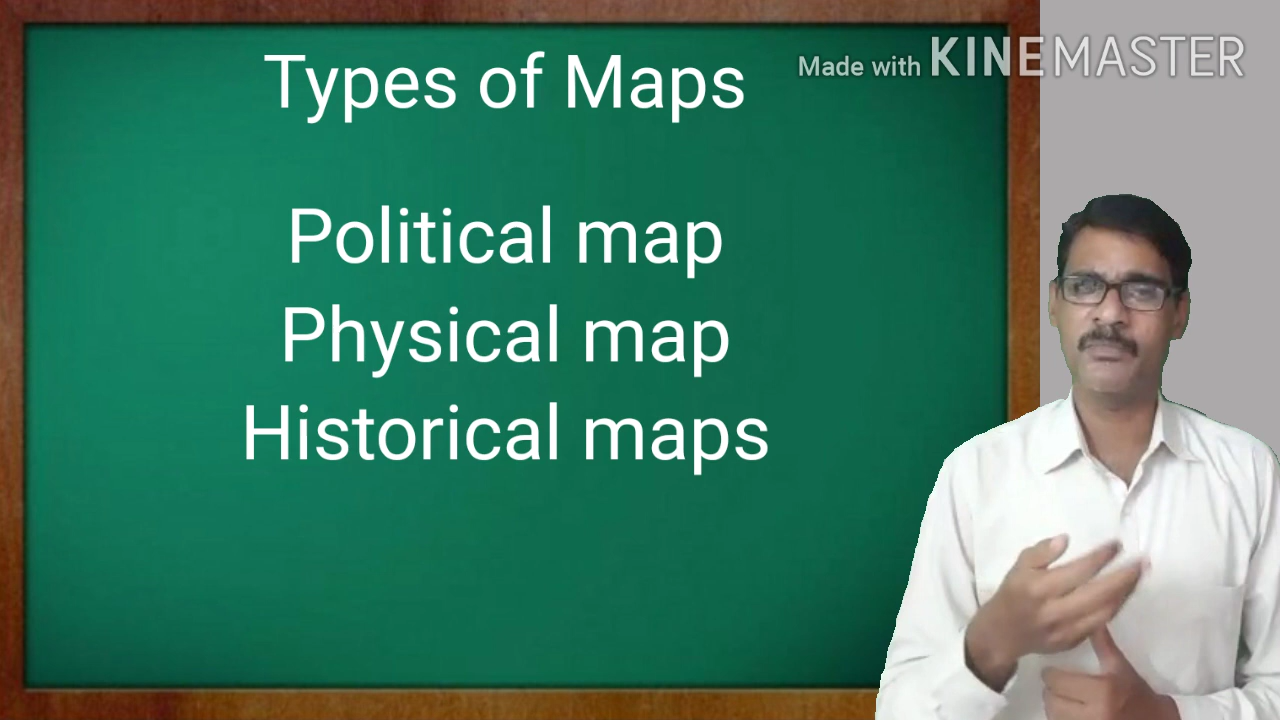 Types of Maps
Made with KINEMASTER
Political map
Physical map
Historical maps